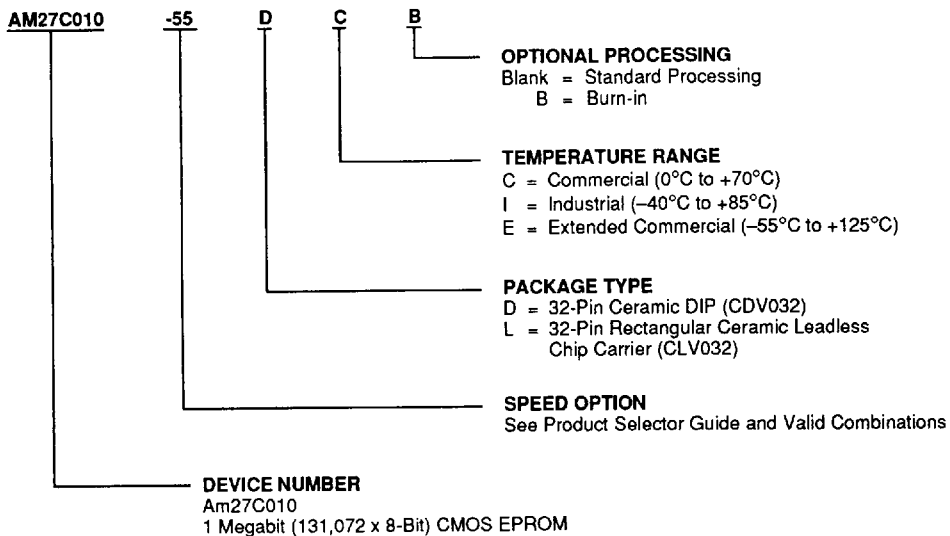 AM27C010 -55 D C B
OPTIONAL PROCESSING
Blank = Standard Processing
B = Burn-in
TEMPERATURE RANGE
C = Commercial (0°C to +70°C)
I = Industrial (–40°C to +85°C)
E = Extended Commercial (–55°C to +125°C)
PACKAGE TYPE
D = 32-Pin Ceramic DIP (CDV032)
L = 32-Pin Rectangular Ceramic Leadless
Chip Carrier (CLV032)
SPEED OPTION
See Product Selector Guide and Valid Combinations
DEVICE NUMBER
Am27C010
1 Megabit (131,072 x 8-Bit) CMOS EPROM